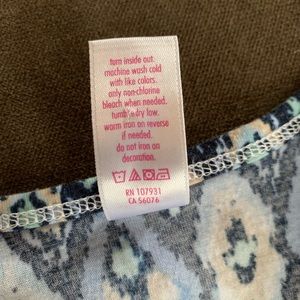 turn inside out.
machine wash cold
with like colors.
only non-chlorine
bleach when needed.
tumble dry low.
warm iron on reverse
if needed.
do not iron on
decoration.
RN 107931
CA 56076